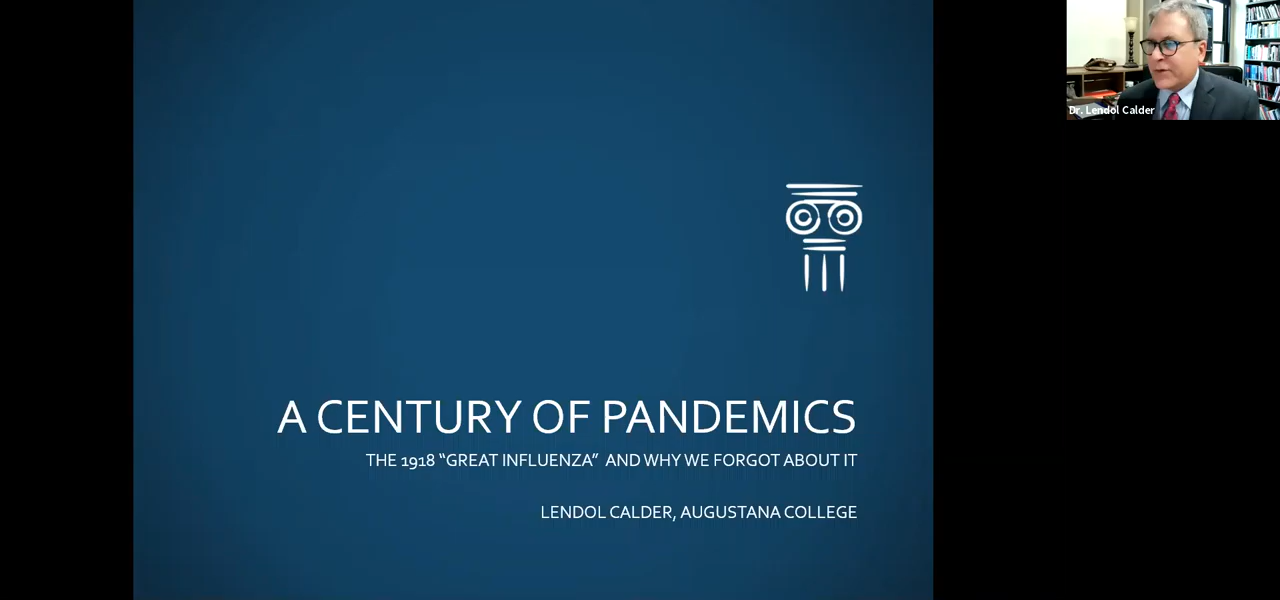 Dr. Lendol Calder
A CENTURY OF PANDEMICS
THE 1918 “GREAT INFLUENZA” AND WHY WE FORGOT ABOUT IT
LENDOL CALDER, AUGUSTANA COLLEGE